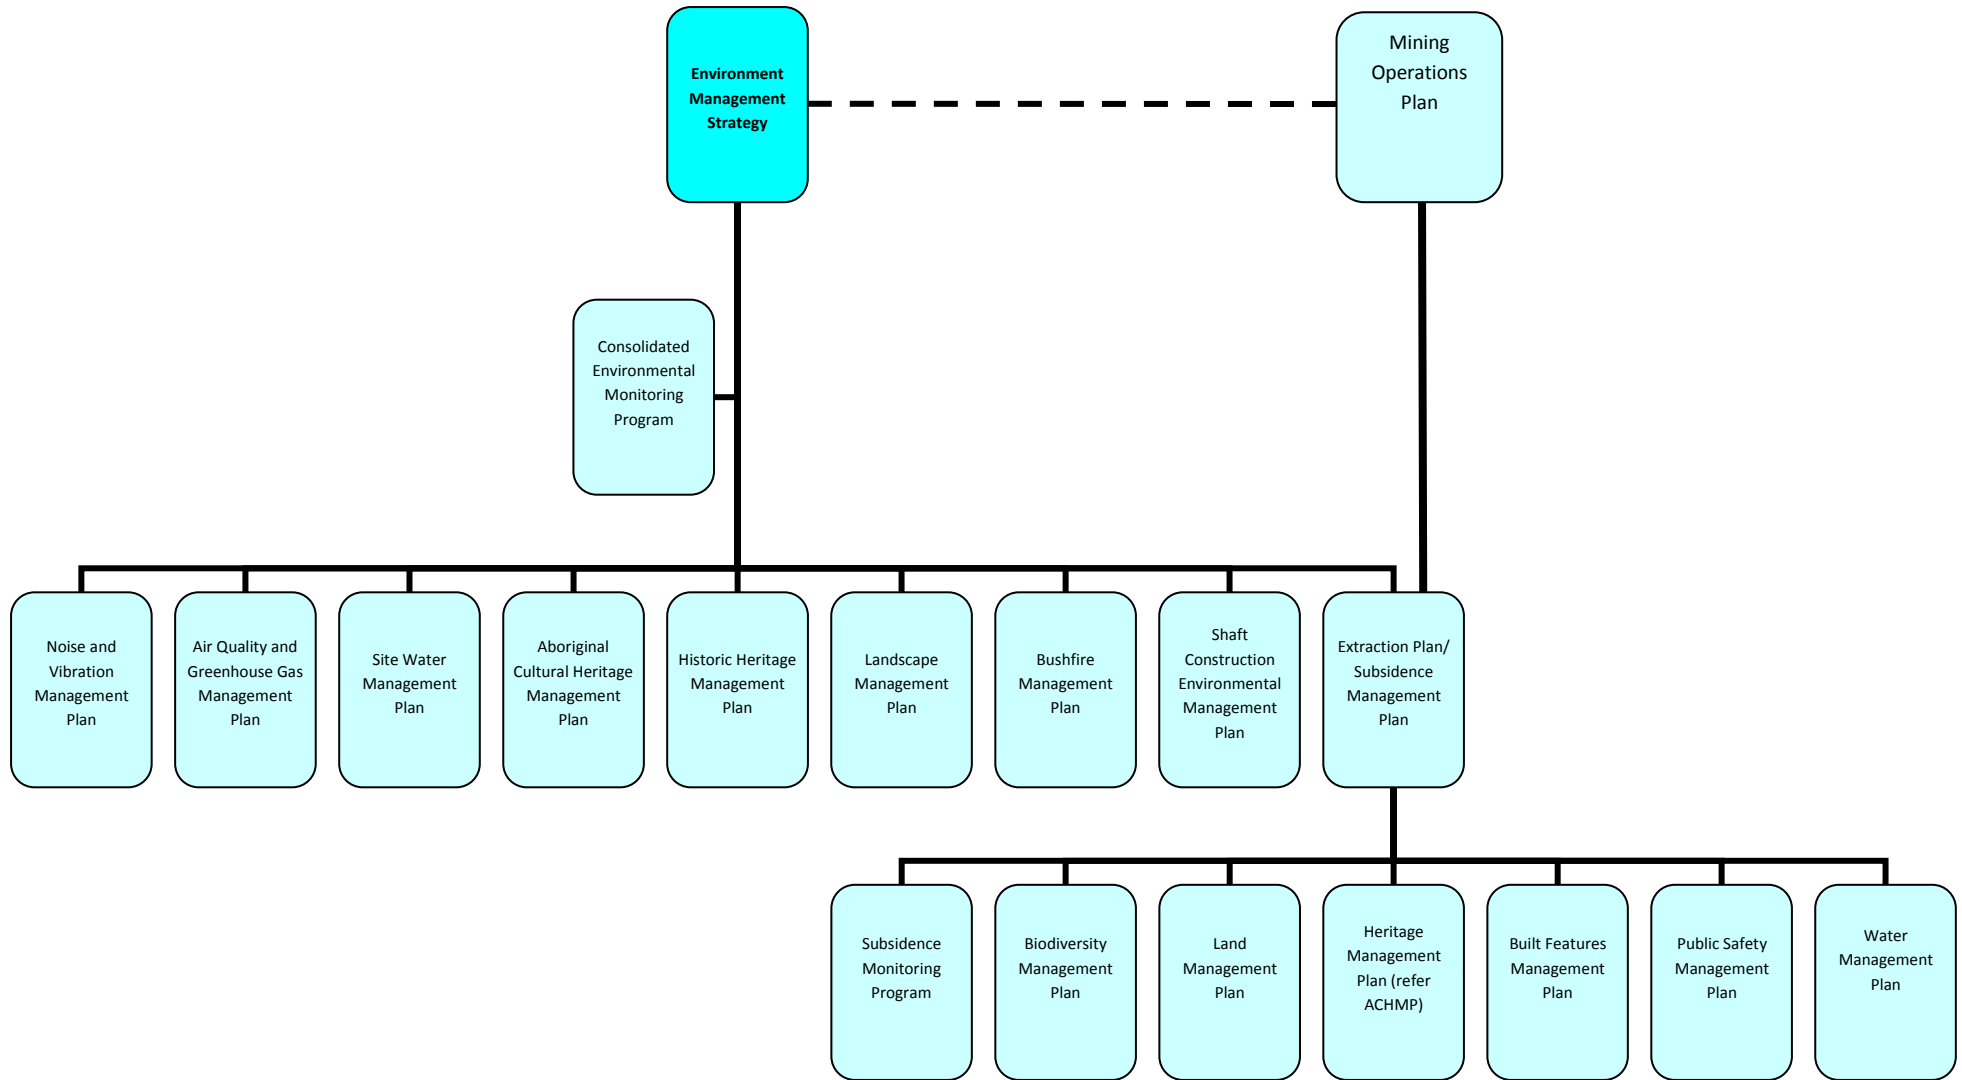 Environment
Management
Strategy
Mining
Operations
Plan
Consolidated
Environmental
Monitoring
Program
Noise and
Vibration
Management
Plan
Air Quality and
Greenhouse Gas
Management
Plan
Site Water
Management
Plan
Aboriginal
Cultural Heritage
Management
Plan
Historic Heritage
Management
Plan
Landscape
Management
Plan
Bushfire
Management
Plan
Shaft
Construction
Environmental
Management
Plan
Extraction Plan/
Subsidence
Management
Plan
Subsidence
Monitoring
Program
Biodiversity
Management
Plan
Land
Management
Plan
Heritage
Management
Plan (refer
ACHMP)
Built Features
Management
Plan
Public Safety
Management
Plan
Water
Management
Plan